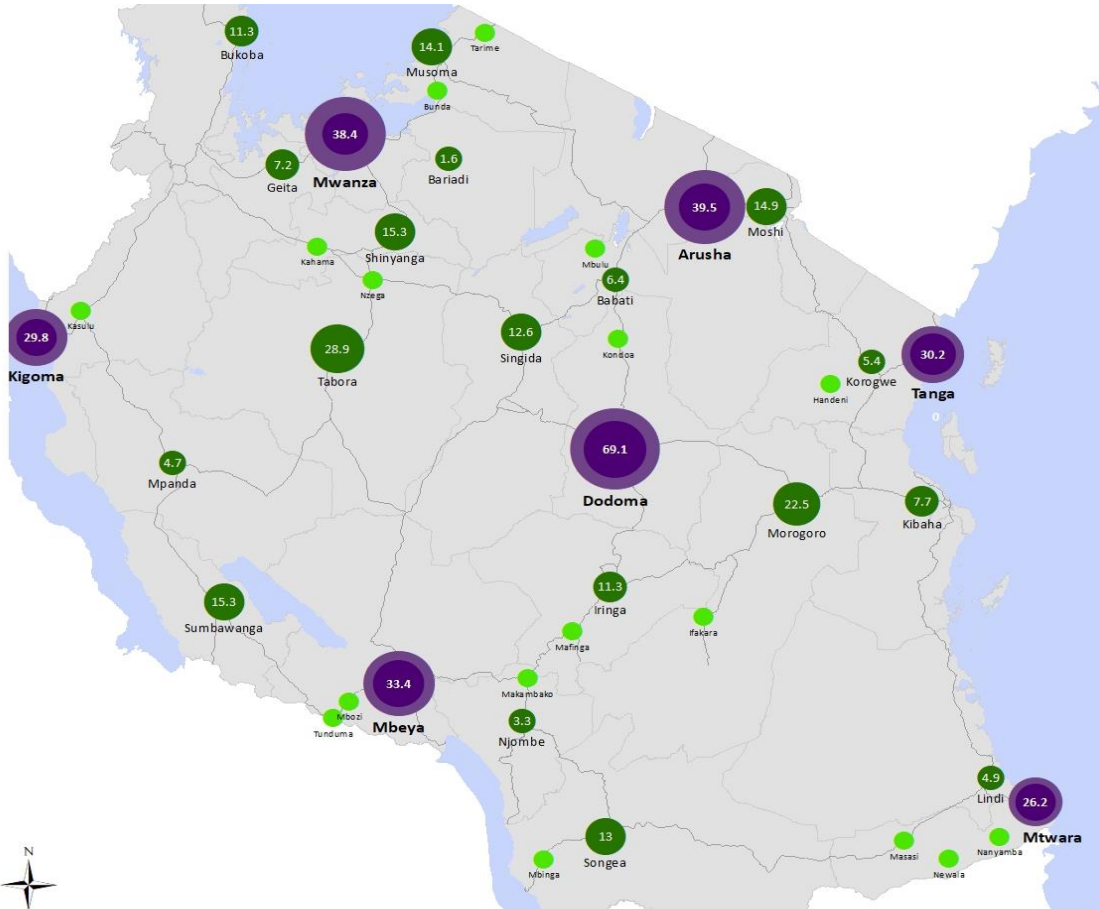 11.3
Bukoba
14.1
Musoma
Tarime
Bunda
38.4
Mwanza
7.2
Geita
1.6
Bariadi
39.5
Arusha
14.9
Moshi
15.3
Shinyanga
Kahama
Nzega
Mbulu
6.4
Babati
Kasulu
29.8
Kigoma
28.9
Tabora
12.6
Singida
Kondoa
5.4
Korogwe
30.2
Tanga
Handeni
0
69.1
Dodoma
4.7
Mpanda
22.5
Morogoro
7.7
Kibaha
15.3
Sumbawanga
11.3
Iringa
Ifakara
Mafinga
Makambako
33.4
Mbeya
Mbozi
Tunduma
3.3
Njombe
4.9
Lindi
26.2
Mtwara
13
Songea
Mbinga
Masasi
Newala
Nanyamba
N